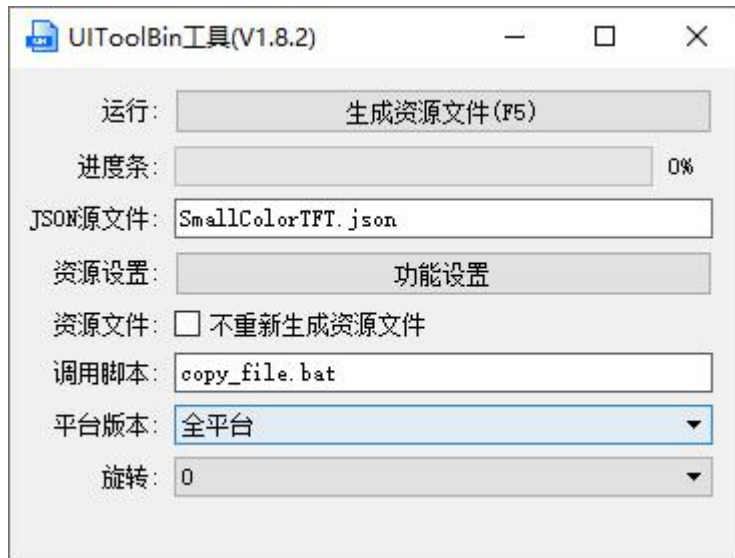 UIToolBin工具(V1.8.2)
运行: 生成资源文件(F5)
进度条: 0%
JSON源文件: SmallColorTFT.json
资源设置: 功能设置
资源文件: 不重新生成资源文件
调用脚本: copy_file.bat
平台版本: 全平台
旋转: 0